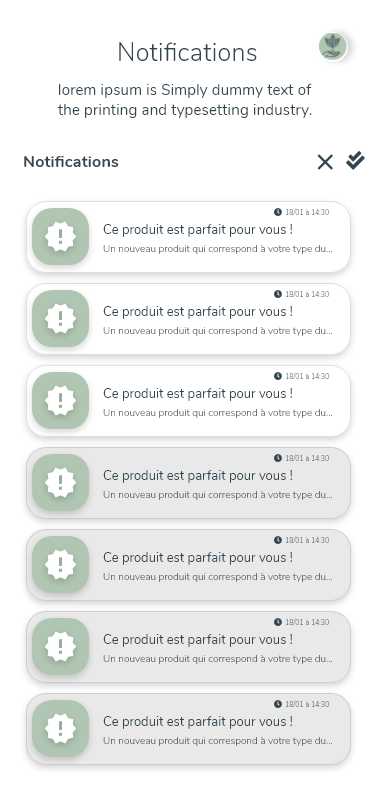 Notifications
lorem ipsum is Simply dummy text of
the printing and typesetting industry.
Notifications
18/01 à 14:30
Ce produit est parfait pour vous !
Un nouveau produit qui correspond à votre type du...
18/01 à 14:30
Ce produit est parfait pour vous !
Un nouveau produit qui correspond à votre type du...
18/01 à 14:30
Ce produit est parfait pour vous !
Un nouveau produit qui correspond à votre type du...
18/01 à 14:30
Ce produit est parfait pour vous !
Un nouveau produit qui correspond à votre type du...
18/01 à 14:30
Ce produit est parfait pour vous !
Un nouveau produit qui correspond à votre type du...
18/01 à 14:30
Ce produit est parfait pour vous !
Un nouveau produit qui correspond à votre type du...
18/01 à 14:30
Ce produit est parfait pour vous !
Un nouveau produit qui correspond à votre type du...